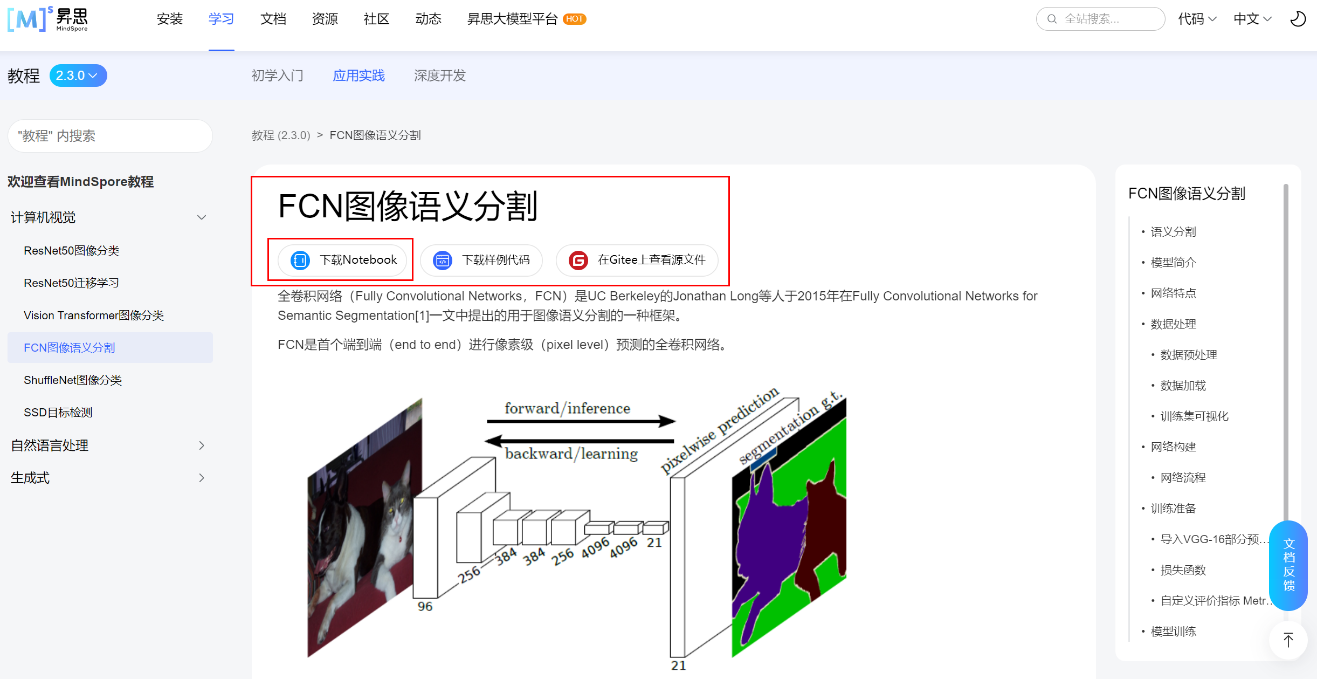 [M]s 昇思 MindSpore
安装 学习 文档 资源 社区 动态 昇思大模型平台 HOT
全站搜索... 代码 中文
教程 2.3.0
初学入门 应用实践 深度开发
"教程" 内搜索
欢迎查看MindSpore教程
计算机视觉
ResNet50图像分类
ResNet50迁移学习
Vision Transformer图像分类
FCN图像语义分割
ShuffleNet图像分类
SSD目标检测
自然语言处理
生成式
教程 (2.3.0) > FCN图像语义分割
FCN图像语义分割
下载Notebook 下载样例代码 在Gitee上查看源文件
全卷积网络（Fully Convolutional Networks，FCN）是UC Berkeley的Jonathan Long等人于2015年在Fully Convolutional Networks for
Semantic Segmentation[1]一文中提出的用于图像语义分割的一种框架。
FCN是首个端到端（end to end）进行像素级（pixel level）预测的全卷积网络。
forward/inference
backward/learning
pixelwise prediction
segmentation g.t.
96
256
384
384
256
4096
4096
21
21
FCN图像语义分割
• 语义分割
• 模型简介
• 网络特点
• 数据处理
• 数据预处理
• 数据加载
• 训练集可视化
• 网络构建
• 网络流程
• 训练准备
• 导入VGG-16部分预...
• 损失函数
• 自定义评价指标 Metr...
• 模型训练
文档反馈